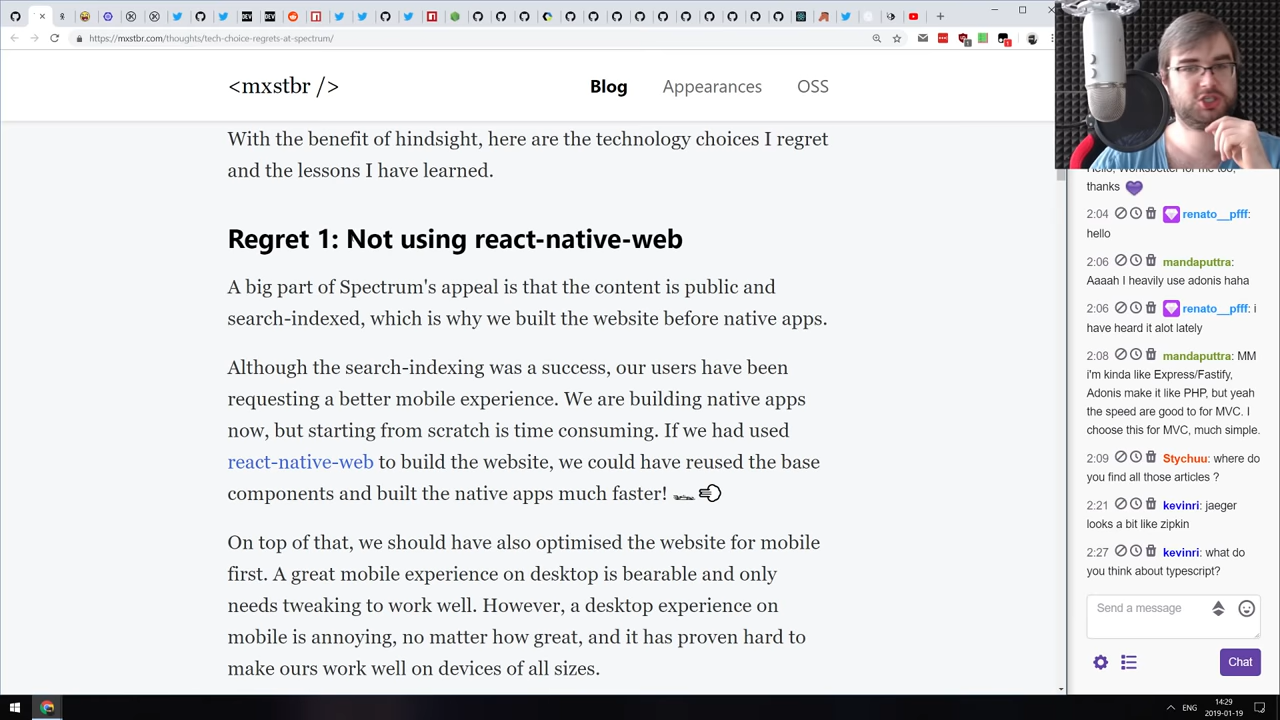 https://mxstbr.com/thoughts/tech-choice-regrets-at-spectrum/
<mxstbr />
Blog
Appearances
OSS
With the benefit of hindsight, here are the technology choices I regret
and the lessons I have learned.
Regret 1: Not using react-native-web
A big part of Spectrum's appeal is that the content is public and
search-indexed, which is why we built the website before native apps.
Although the search-indexing was a success, our users have been
requesting a better mobile experience. We are building native apps
now, but starting from scratch is time consuming. If we had used
react-native-web to build the website, we could have reused the base
components and built the native apps much faster!
On top of that, we should have also optimised the website for mobile
first. A great mobile experience on desktop is bearable and only
needs tweaking to work well. However, a desktop experience on
mobile is annoying, no matter how great, and it has proven hard to
make ours work well on devices of all sizes.
thanks
2:04 renato__pfff:
hello
2:06 mandaputtra:
Aaaah I heavily use adonis haha
2:06 renato__pfff: i
have heard it alot lately
2:08 mandaputtra: MM
i'm kinda like Express/Fastify,
Adonis make it like PHP, but yeah
the speed are good to for MVC. I
choose this for MVC, much simple.
2:09 Stychuu: where do
you find all those articles ?
2:21 kevinri: jaeger
looks a bit like zipkin
2:27 kevinri: what do
you think about typescript?
Send a message
Chat
ENG
14:29
2019-01-19